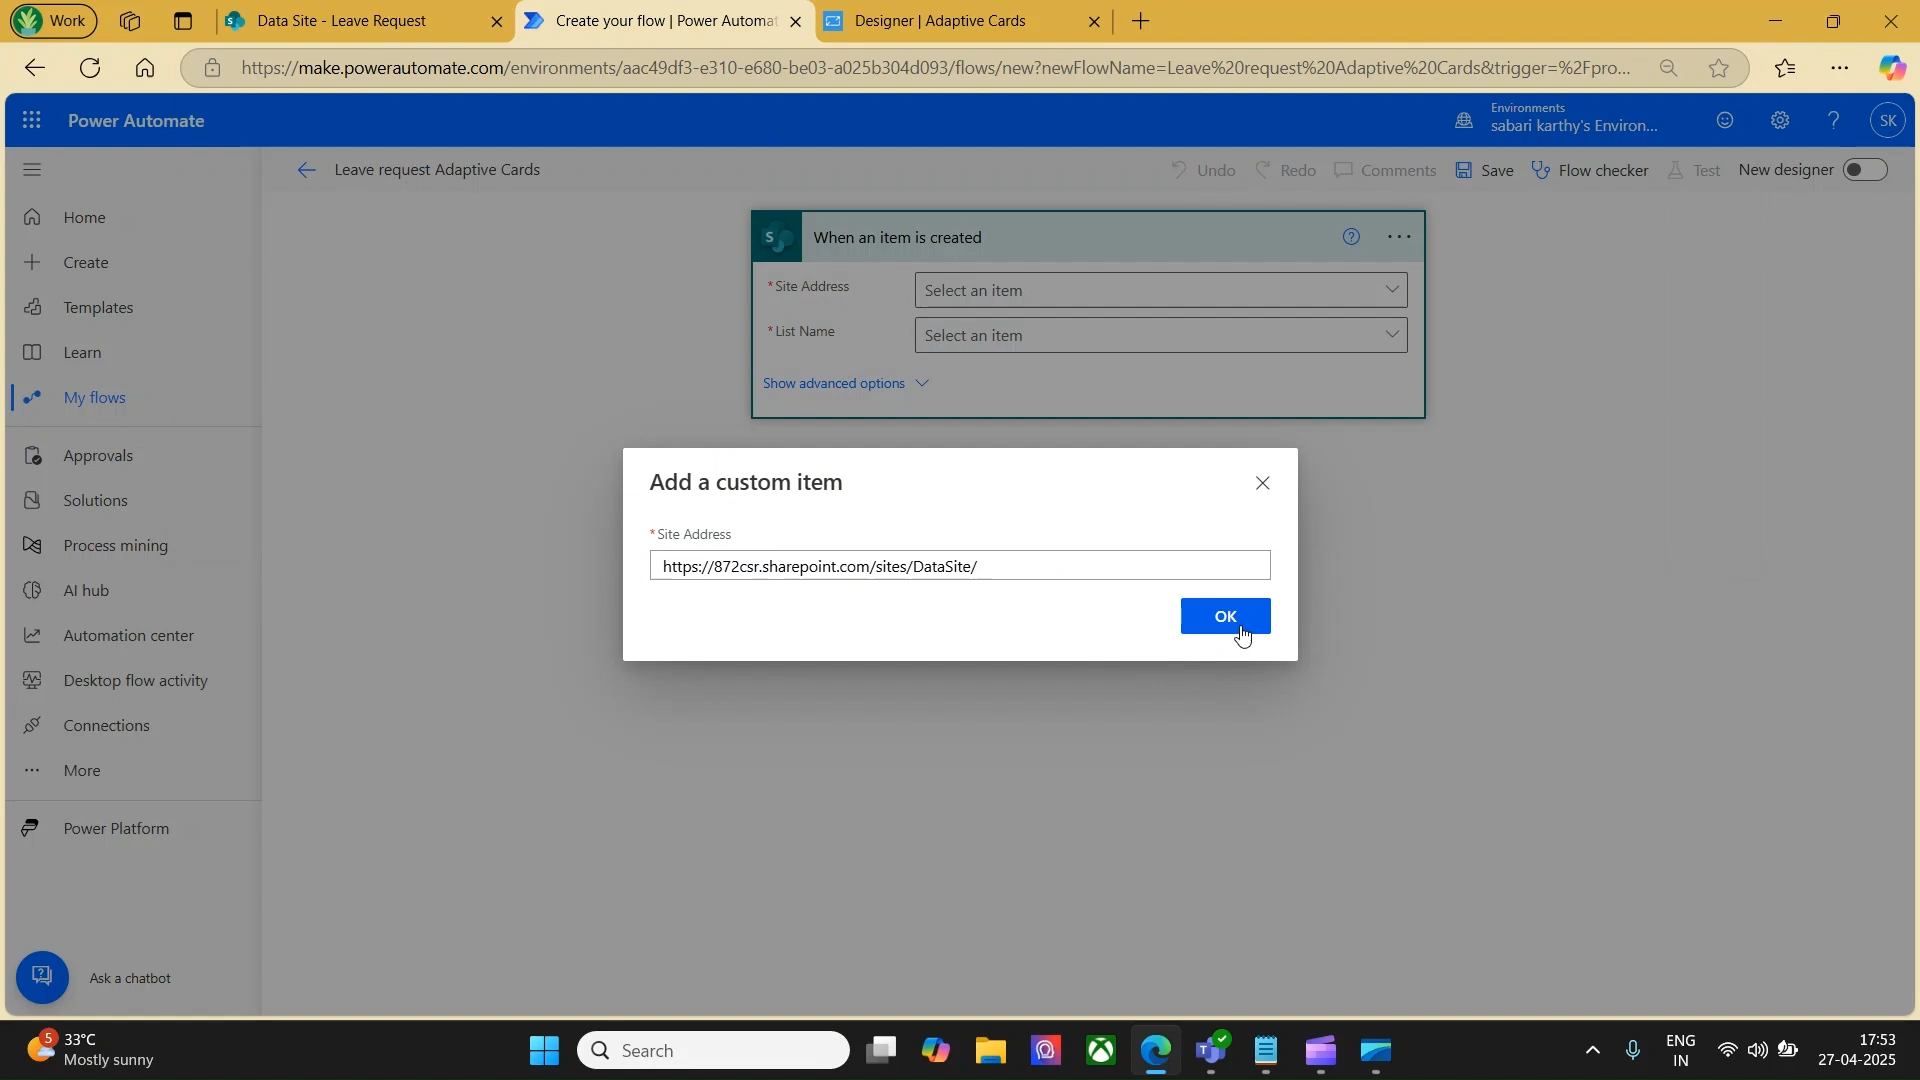 Work
Data Site - Leave Request
Create your flow | Power Automat
Designer | Adaptive Cards
https://make.powerautomate.com/environments/aac49df3-e310-e680-be03-a025b304d093/flows/new?newFlowName=Leave%20request%20Adaptive%20Cards&trigger=%2Fpro...
Power Automate
Environments
sabari karthy's Environ...
SK
Leave request Adaptive Cards
Undo
Redo
Comments
Save
Flow checker
Test
New designer
Home
Create
Templates
Learn
My flows
Approvals
Solutions
Process mining
AI hub
Automation center
Desktop flow activity
Connections
More
Power Platform
Ask a chatbot
S
When an item is created
* Site Address
Select an item
* List Name
Select an item
Show advanced options
Add a custom item
* Site Address
https://872csr.sharepoint.com/sites/DataSite/
OK
5
33°C
Mostly sunny
Search
ENG
IN
17:53
27-04-2025